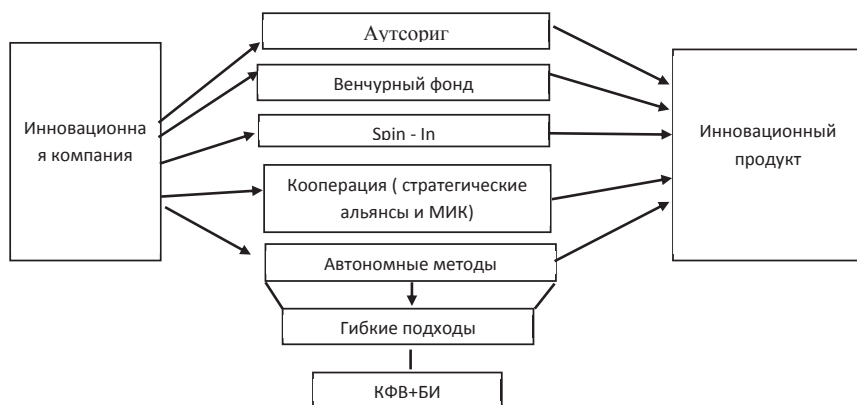 Аутсориг
Венчурный фонд
Инновационна
я компания
Spin - In
Инновационный
продукт
Кооперация ( стратегические
альянсы и МИК)
Автономные методы
Гибкие подходы
КФВ+БИ